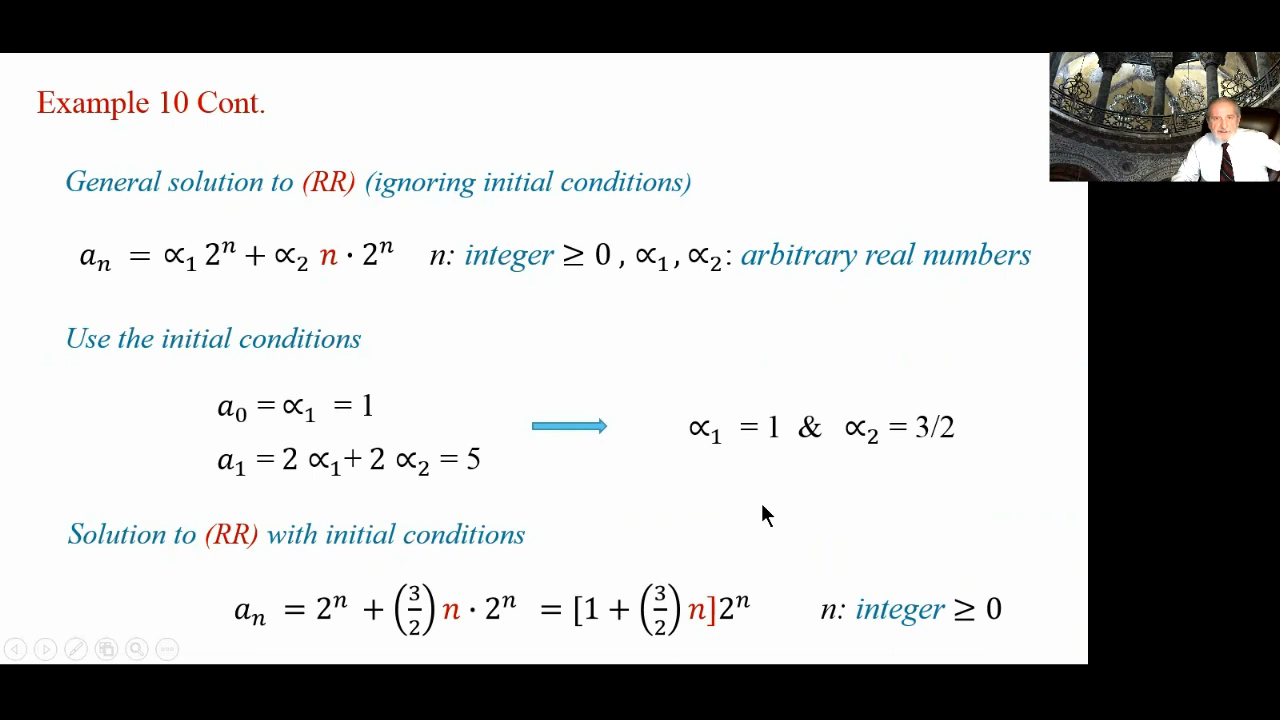 Example 10 Cont.
General solution to (RR) (ignoring initial conditions)
aₙ = ∝₁ 2ⁿ + ∝₂ n · 2ⁿ n: integer ≥ 0 , ∝₁, ∝₂: arbitrary real numbers
Use the initial conditions
a₀ = ∝₁ = 1
a₁ = 2 ∝₁+ 2 ∝₂ = 5
∝₁ = 1 & ∝₂ = 3/2
Solution to (RR) with initial conditions
aₙ = 2ⁿ + (3/2) n · 2ⁿ = [1 + (3/2) n]2ⁿ n: integer ≥ 0